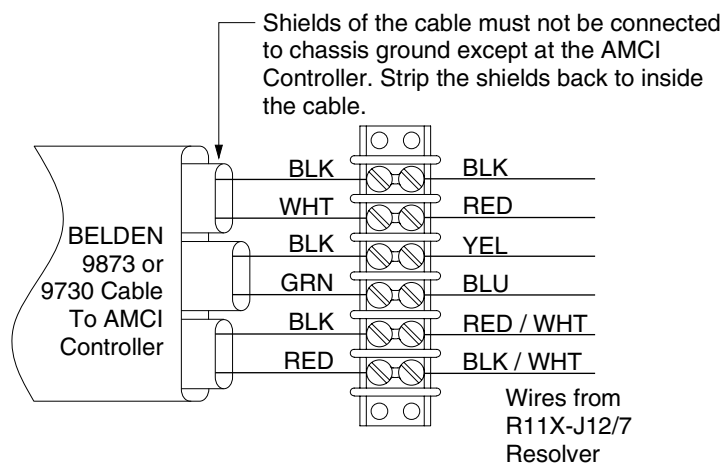 Shields of the cable must not be connected
to chassis ground except at the AMCI
Controller. Strip the shields back to inside
the cable.
BLK BLK
WHT RED
BLK YEL
GRN BLU
BLK RED / WHT
RED BLK / WHT
BELDEN
9873 or
9730 Cable
To AMCI
Controller
Wires from
R11X-J12/7
Resolver